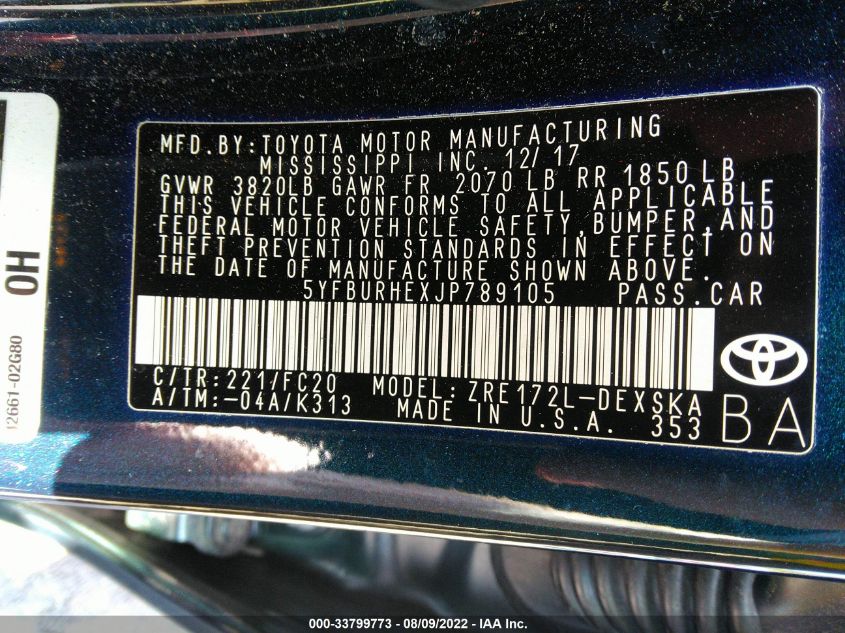 MFD.BY:TOYOTA MOTOR MANUFACTURING
MISSISSIPPI INC. 12/17
GVWR 3820LB GAWR FR 2070 LB RR 1850 LB
THIS VEHICLE CONFORMS TO ALL APPLICABLE
FEDERAL MOTOR VEHICLE SAFETY,BUMPER,AND
THEFT PREVENTION STANDARDS IN EFFECT ON
THE DATE OF MANUFACTURE SHOWN ABOVE.
5YFBURHEXJP789105 PASS.CAR
C/TR:221/FC20 MODEL:ZRE172L-DEXSKA
A/TM:-04A/K313 MADE IN U.S.A. 353
BA
OH
12661-02G80
000-33799773 - 08/09/2022 - IAA Inc.